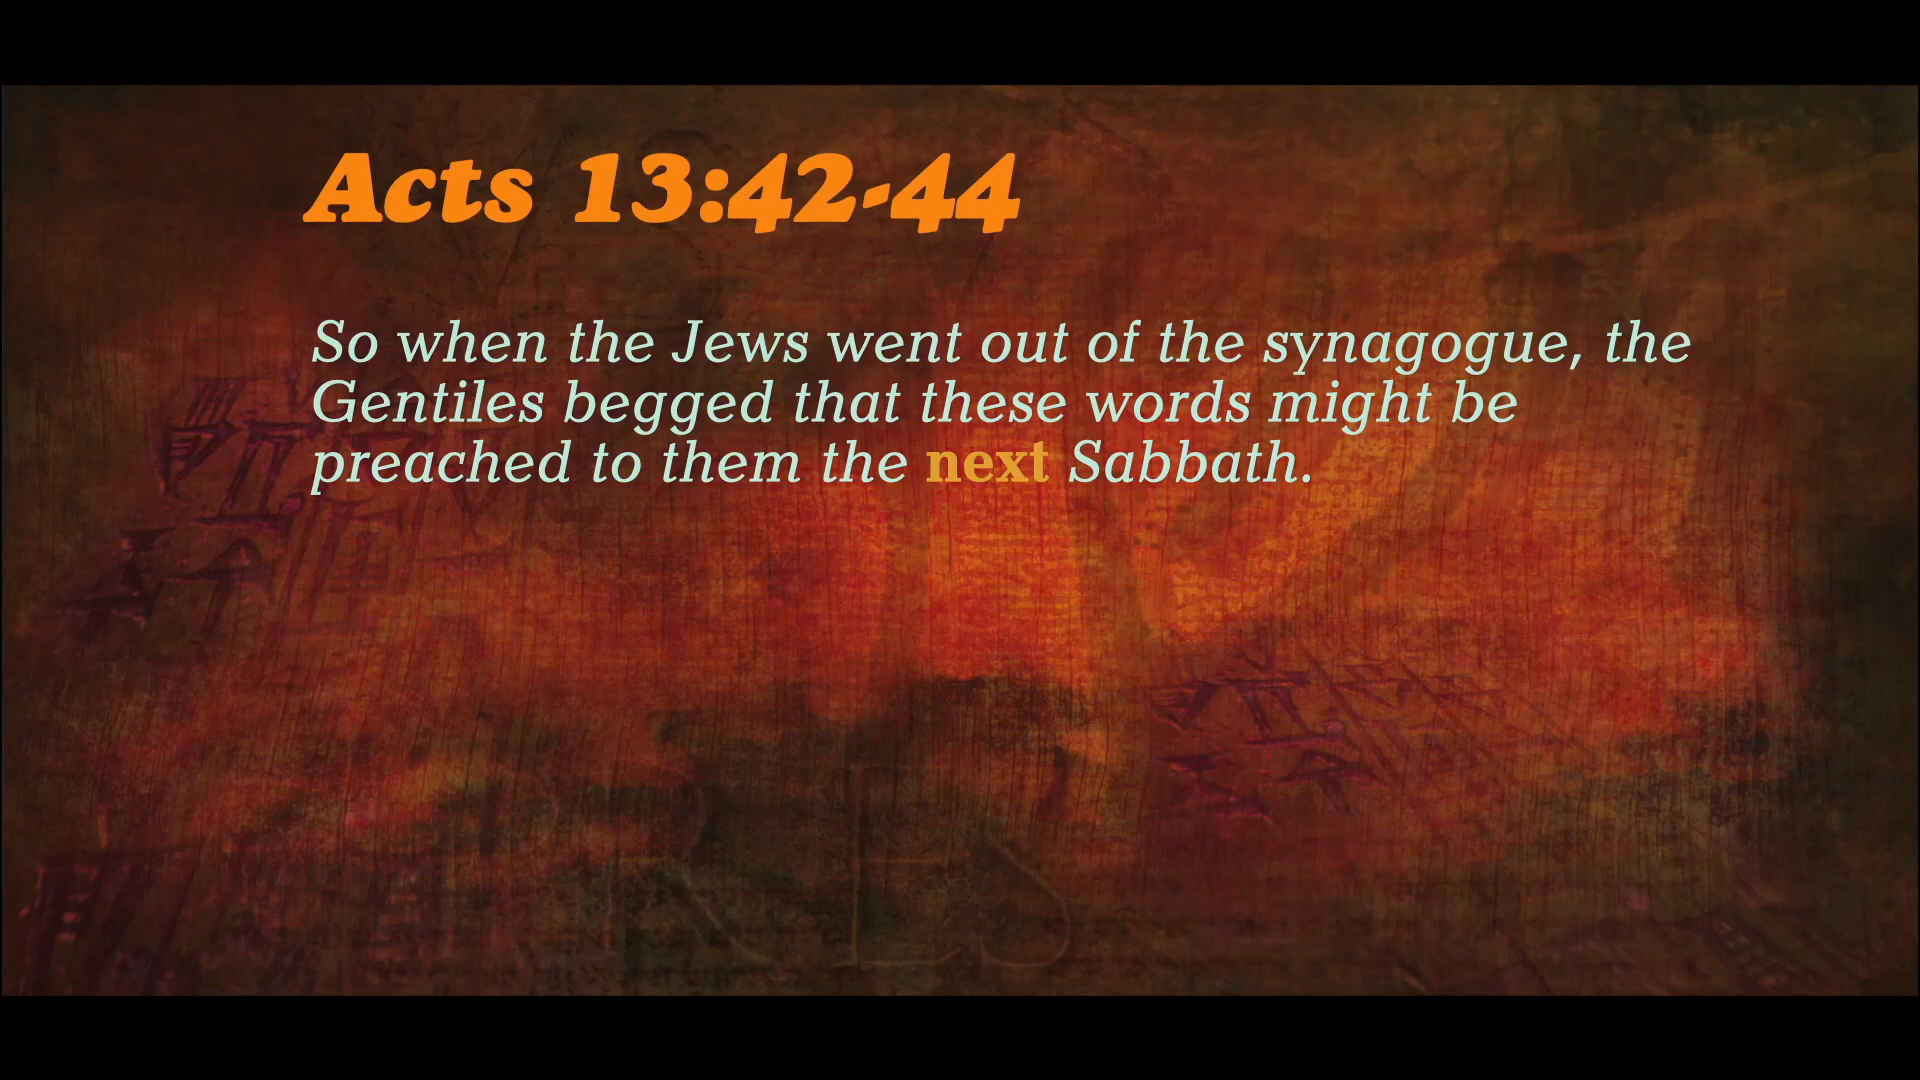 Acts 13:42-44
So when the Jews went out of the synagogue, the
Gentiles begged that these words might be
preached to them the next Sabbath.